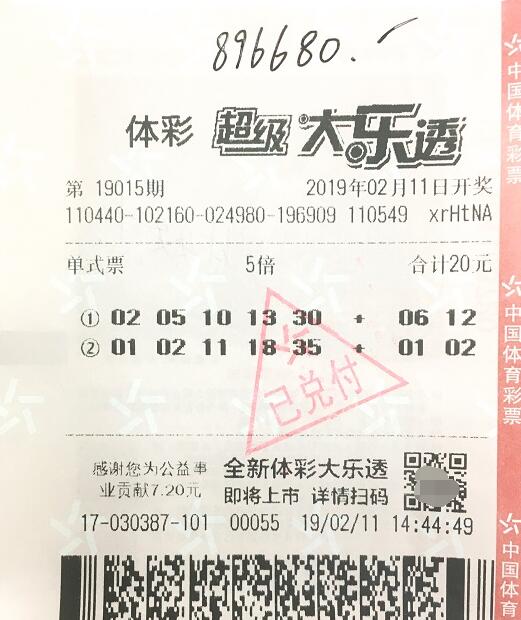 896680.
体彩 超级大乐透
第 19015期 2019年02月11日开奖
110440-102160-024980-196909 110549 xrHtNA
单式票 5倍 合计20元
① 02 05 10 13 30 + 06 12
② 01 02 11 18 35 + 01 02
已兑付
感谢您为公益事
业贡献7.20元
全新体彩大乐透
即将上市 详情扫码
17-030387-101 00055 19/02/11 14:44:49
中国体育彩票
中国体育彩票
中国体育